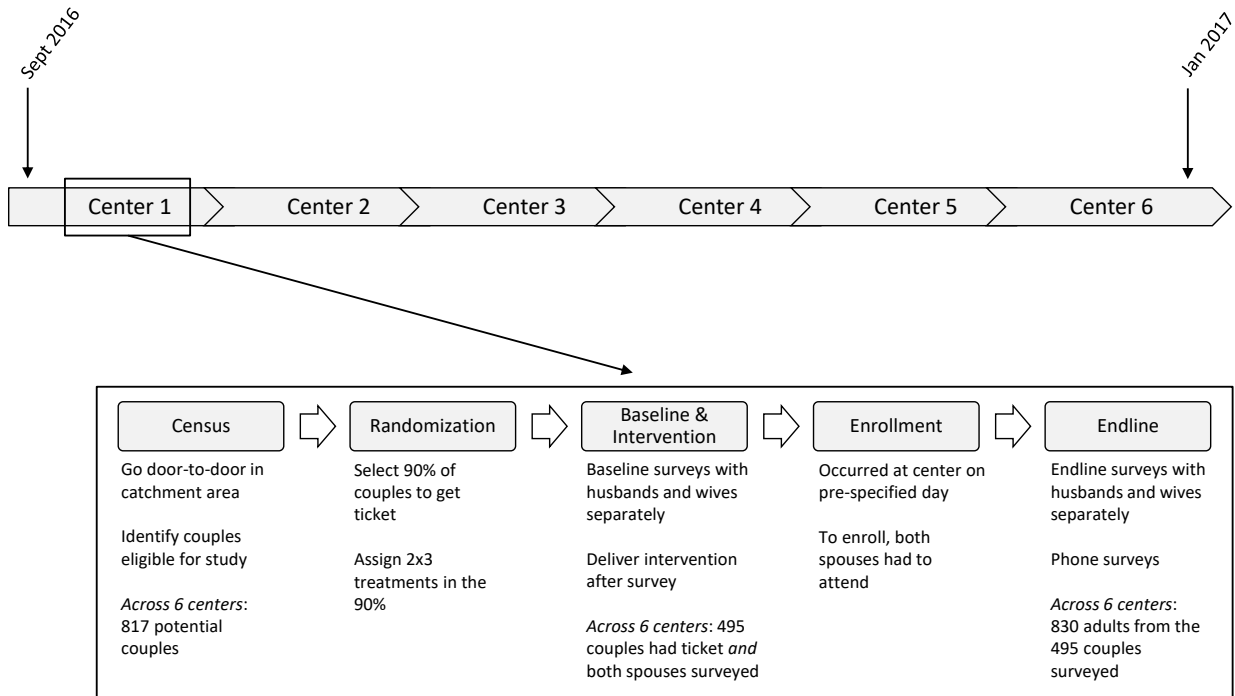 Sept 2016
Jan 2017
Center 1
Center 2
Center 3
Center 4
Center 5
Center 6
Census
Go door-to-door in
catchment area
Identify couples
eligible for study
Across 6 centers:
817 potential
couples
Randomization
Select 90% of
couples to get
ticket
Assign 2x3
treatments in the
90%
Baseline &
Intervention
Baseline surveys with
husbands and wives
separately
Deliver intervention
after survey
Across 6 centers: 495
couples had ticket and
both spouses surveyed
Enrollment
Occurred at center on
pre-specified day
To enroll, both
spouses had to
attend
Endline
Endline surveys with
husbands and wives
separately
Phone surveys
Across 6 centers:
830 adults from the
495 couples
surveyed